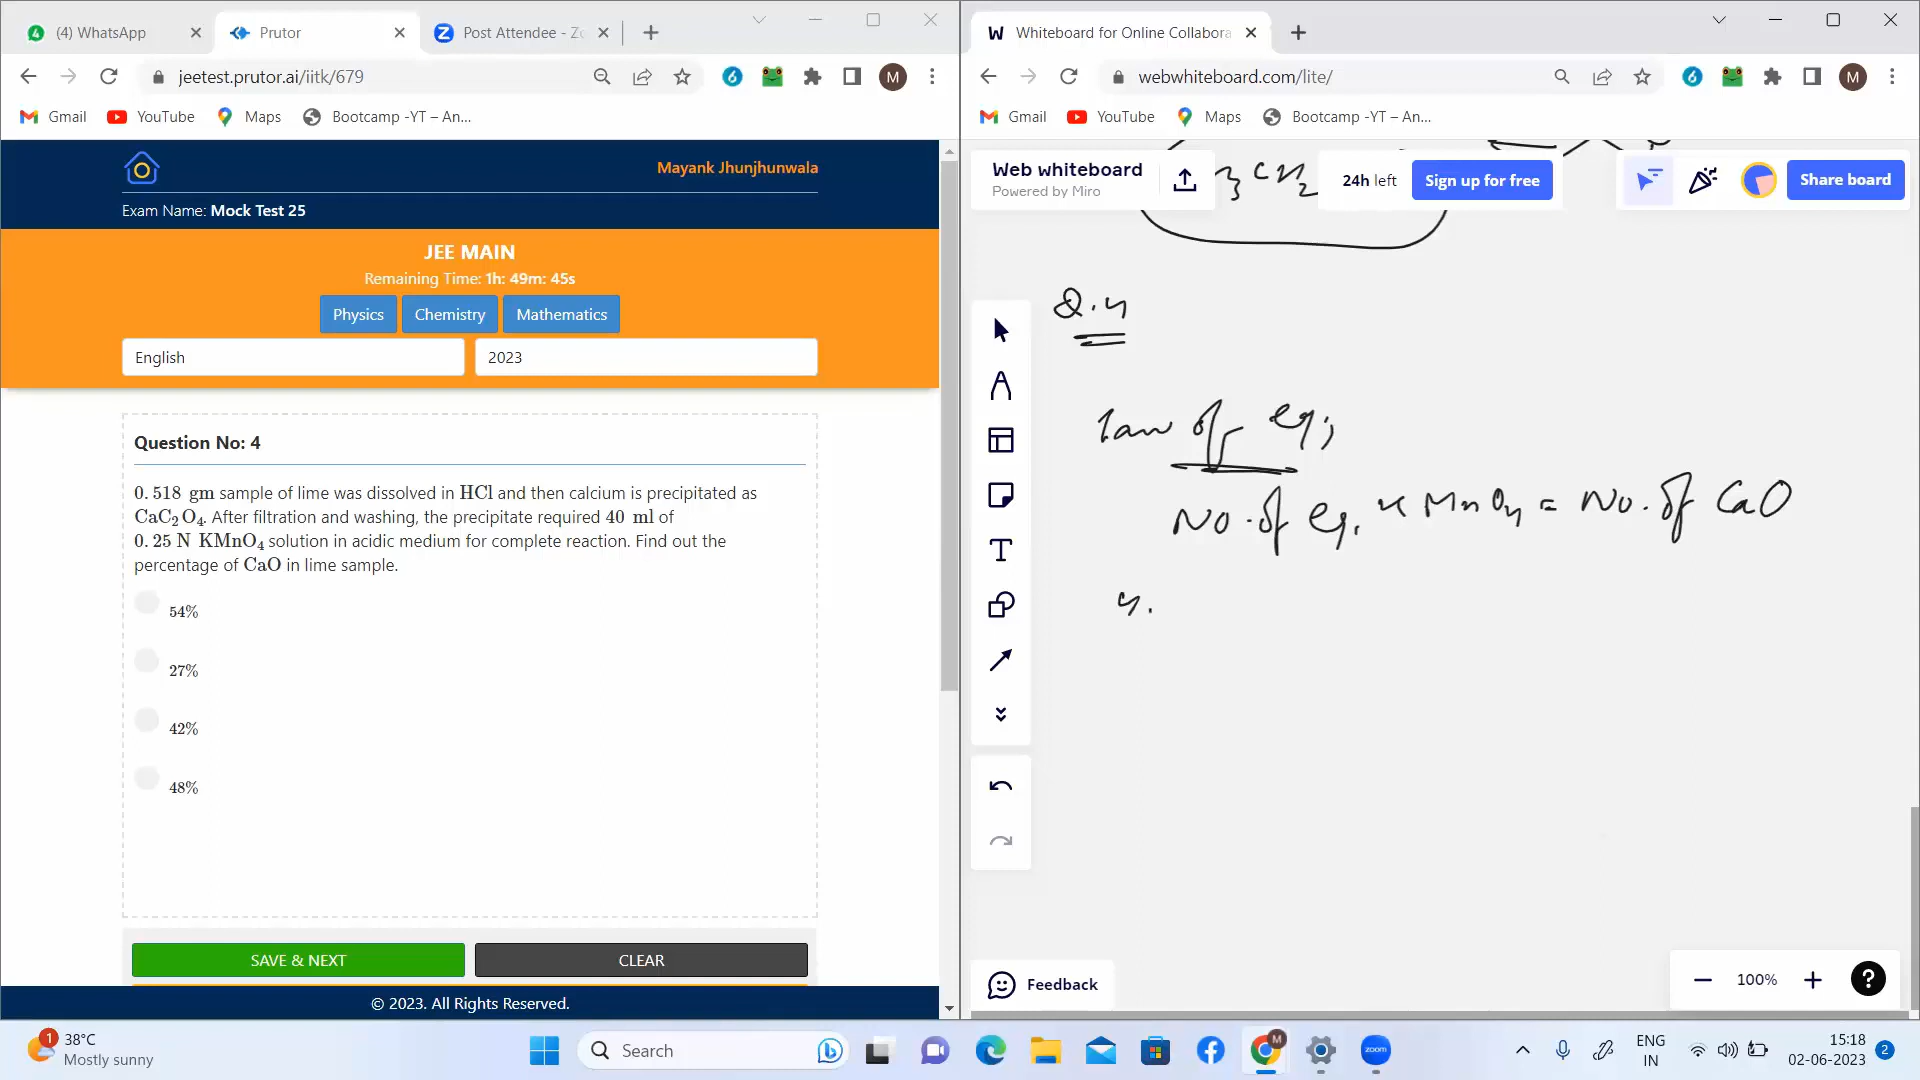 (4) WhatsApp
Prutor
Post Attendee - Zo
Whiteboard for Online Collabora
jeetest.prutor.ai/iitk/679
M
webwhiteboard.com/lite/
M
Gmail
YouTube
Maps
Bootcamp -YT – An...
Gmail
YouTube
Maps
Bootcamp -YT – An...
Mayank Jhunjhunwala
Exam Name: Mock Test 25
JEE MAIN
Remaining Time: 1h: 49m: 45s
Physics
Chemistry
Mathematics
English
2023
Question No: 4
0.518 gm sample of lime was dissolved in HCl and then calcium is precipitated as
CaC2O4. After filtration and washing, the precipitate required 40 ml of
0.25 N KMnO4 solution in acidic medium for complete reaction. Find out the
percentage of CaO in lime sample.
54%
27%
42%
48%
SAVE & NEXT
CLEAR
© 2023. All Rights Reserved.
Web whiteboard
Powered by Miro
24h left
Sign up for free
Share board
Q.4
Law of eq;
No. of eq. KMnO4 = No. of CaO
4.
Feedback
100%
38°C
Mostly sunny
Search
zoom
ENG
IN
15:18
02-06-2023
2